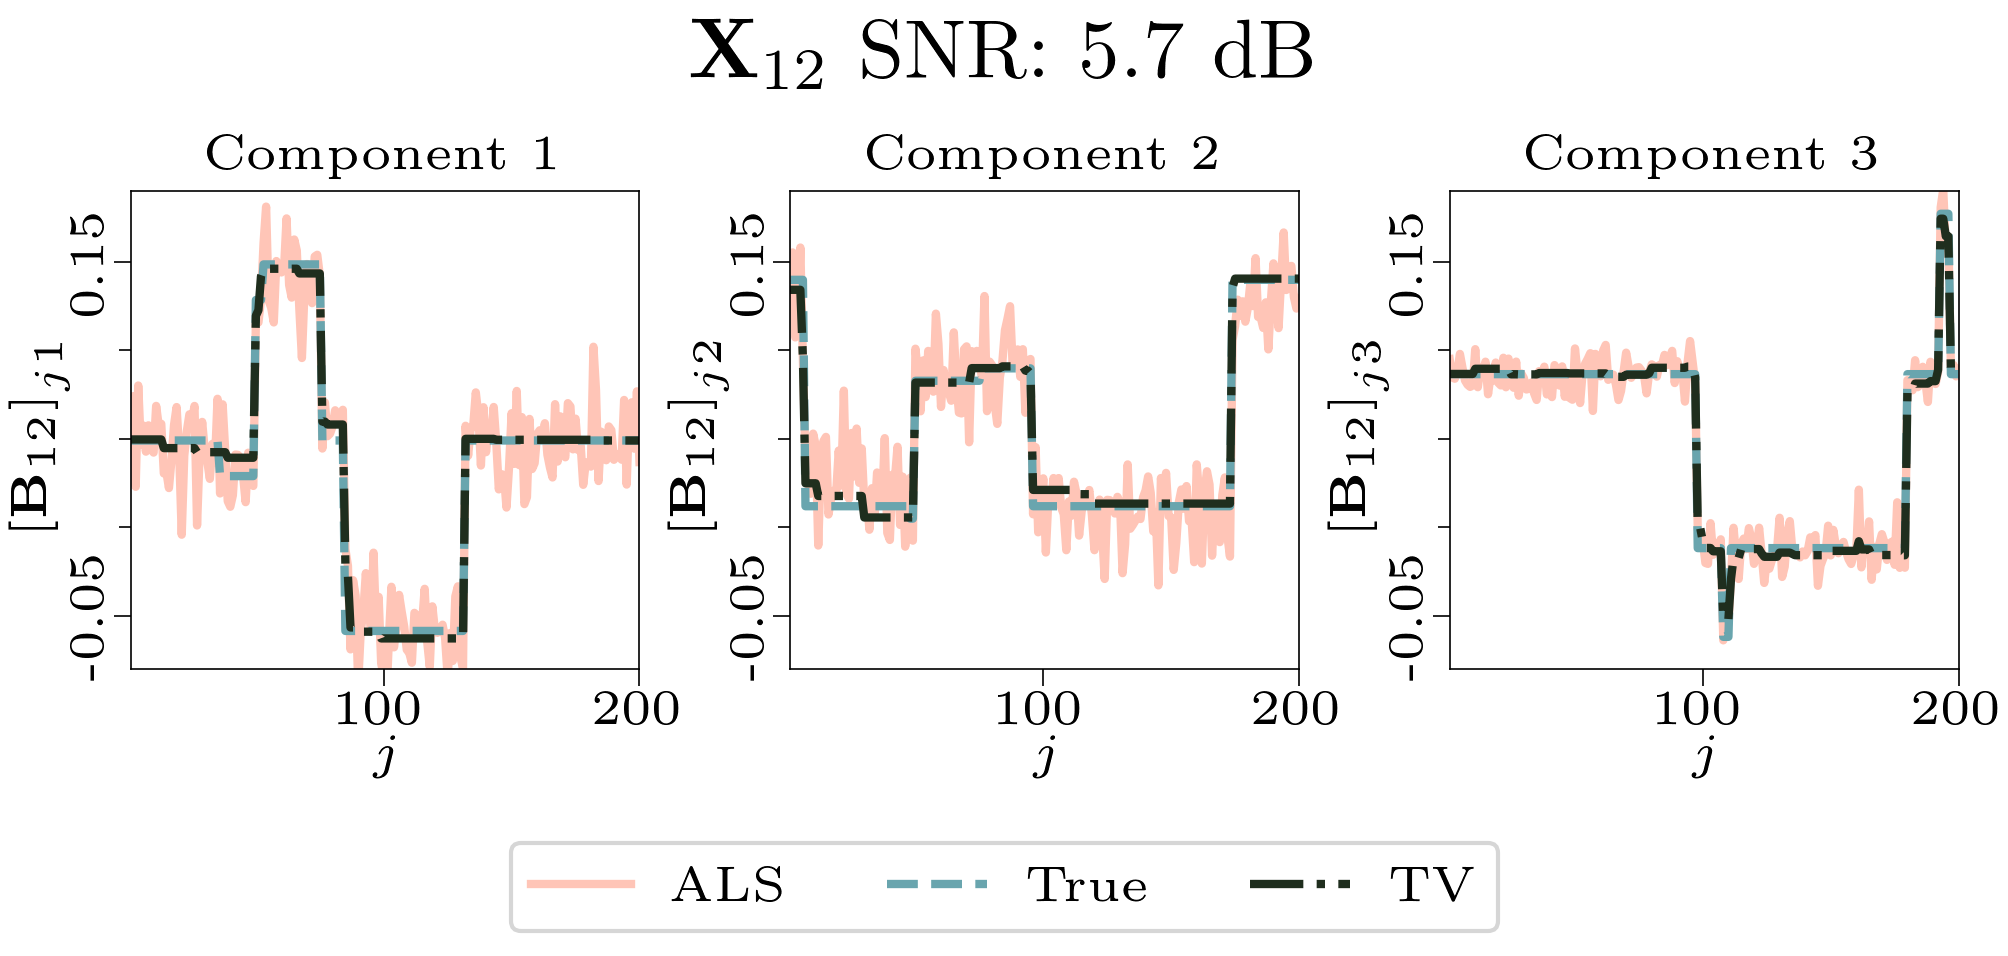 X12 SNR: 5.7 dB
Component 1
Component 2
Component 3
[B12]j1
0.15
-0.05
100
200
j
[B12]j2
0.15
-0.05
100
200
j
[B12]j3
0.15
-0.05
100
200
j
ALS
True
TV